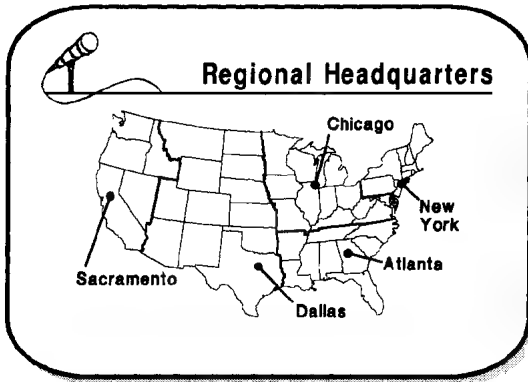 Regional Headquarters
Chicago
New
York
Atlanta
Sacramento
Dallas